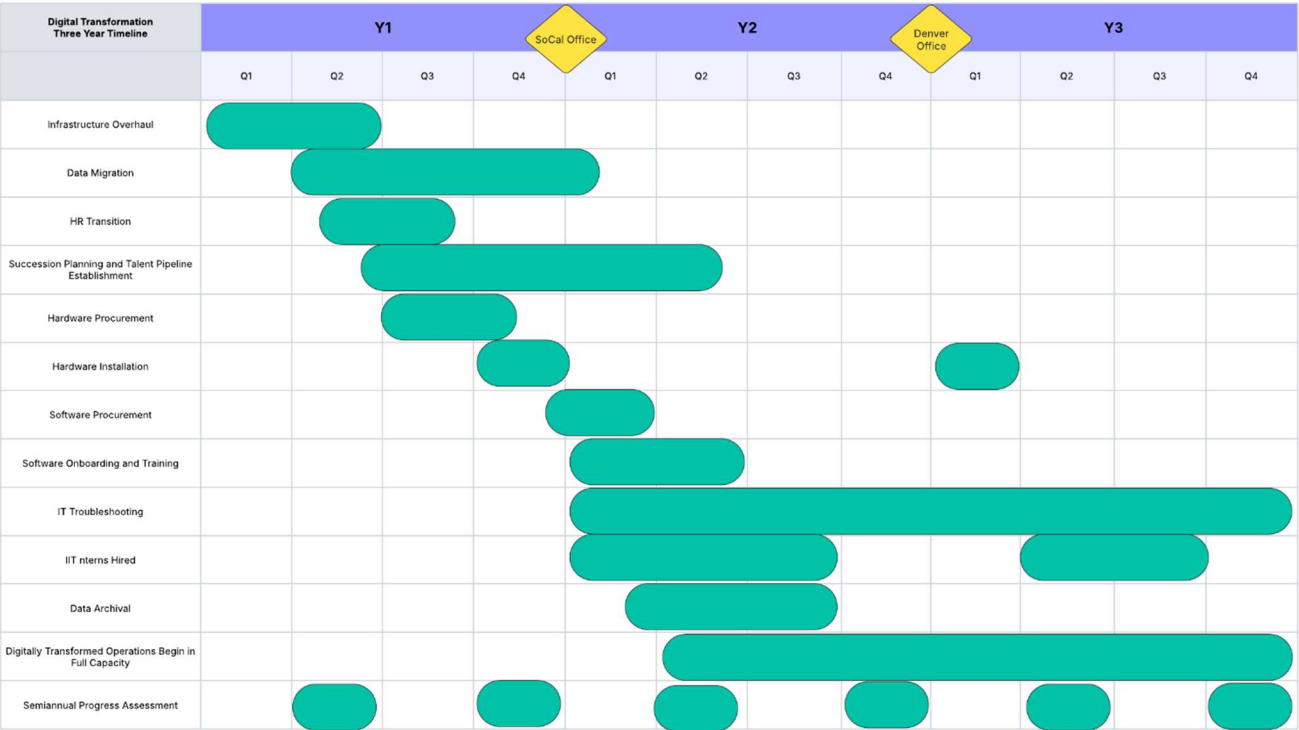 Digital Transformation
Three Year Timeline
Y1
SoCal Office
Y2
Denver
Office
Y3
Q1
Q2
Q3
Q4
Q1
Q2
Q3
Q4
Q1
Q2
Q3
Q4
Infrastructure Overhaul
Data Migration
HR Transition
Succession Planning and Talent Pipeline
Establishment
Hardware Procurement
Hardware Installation
Software Procurement
Software Onboarding and Training
IT Troubleshooting
IIT nterns Hired
Data Archival
Digitally Transformed Operations Begin in
Full Capacity
Semiannual Progress Assessment